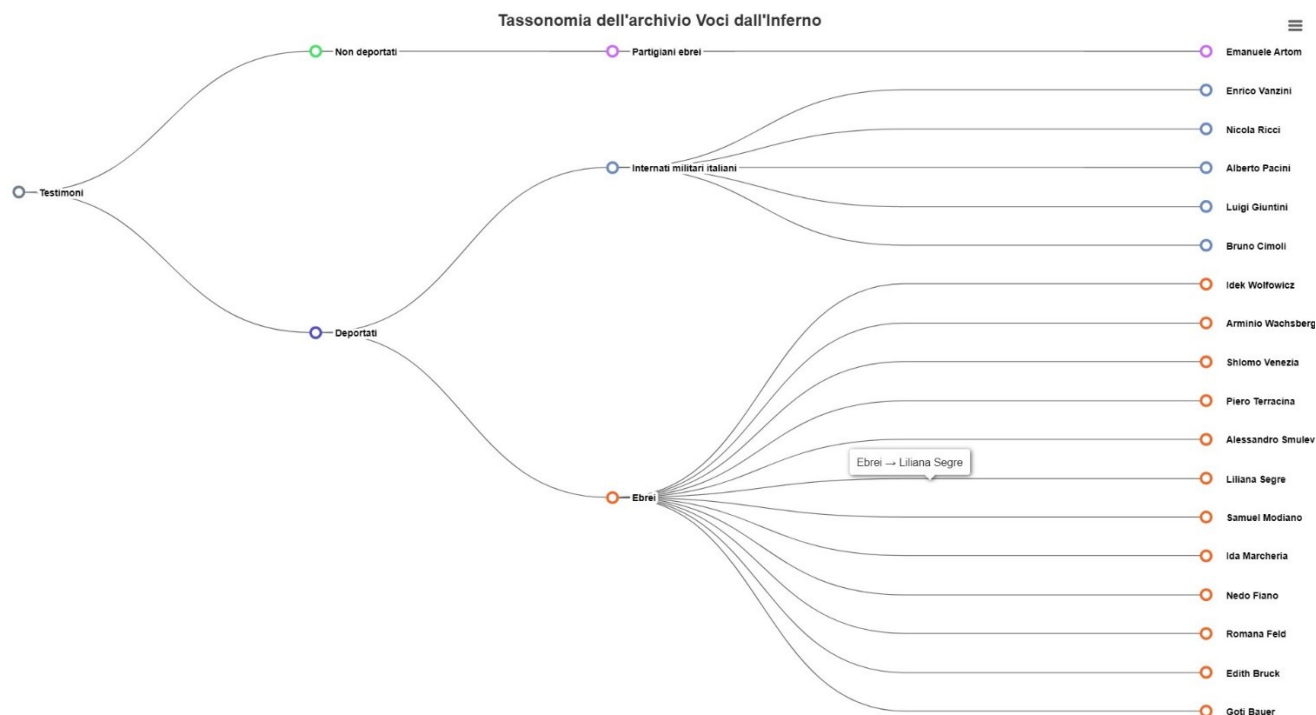 Tassonomia dell'archivio Voci dall'Inferno
Non deportati
Partigiani ebrei
Emanuele Artom
Enrico Vanzini
Nicola Ricci
Testimoni
Internati militari italiani
Alberto Pacini
Luigi Giuntini
Bruno Cimoli
Idek Wolfowicz
Deportati
Arminio Wachsberg
Shlomo Venezia
Piero Terracina
Alessandro Smulev
Ebrei → Liliana Segre
Liliana Segre
Ebrei
Samuel Modiano
Ida Marcheria
Nedo Fiano
Romana Feld
Edith Bruck
Goti Bauer